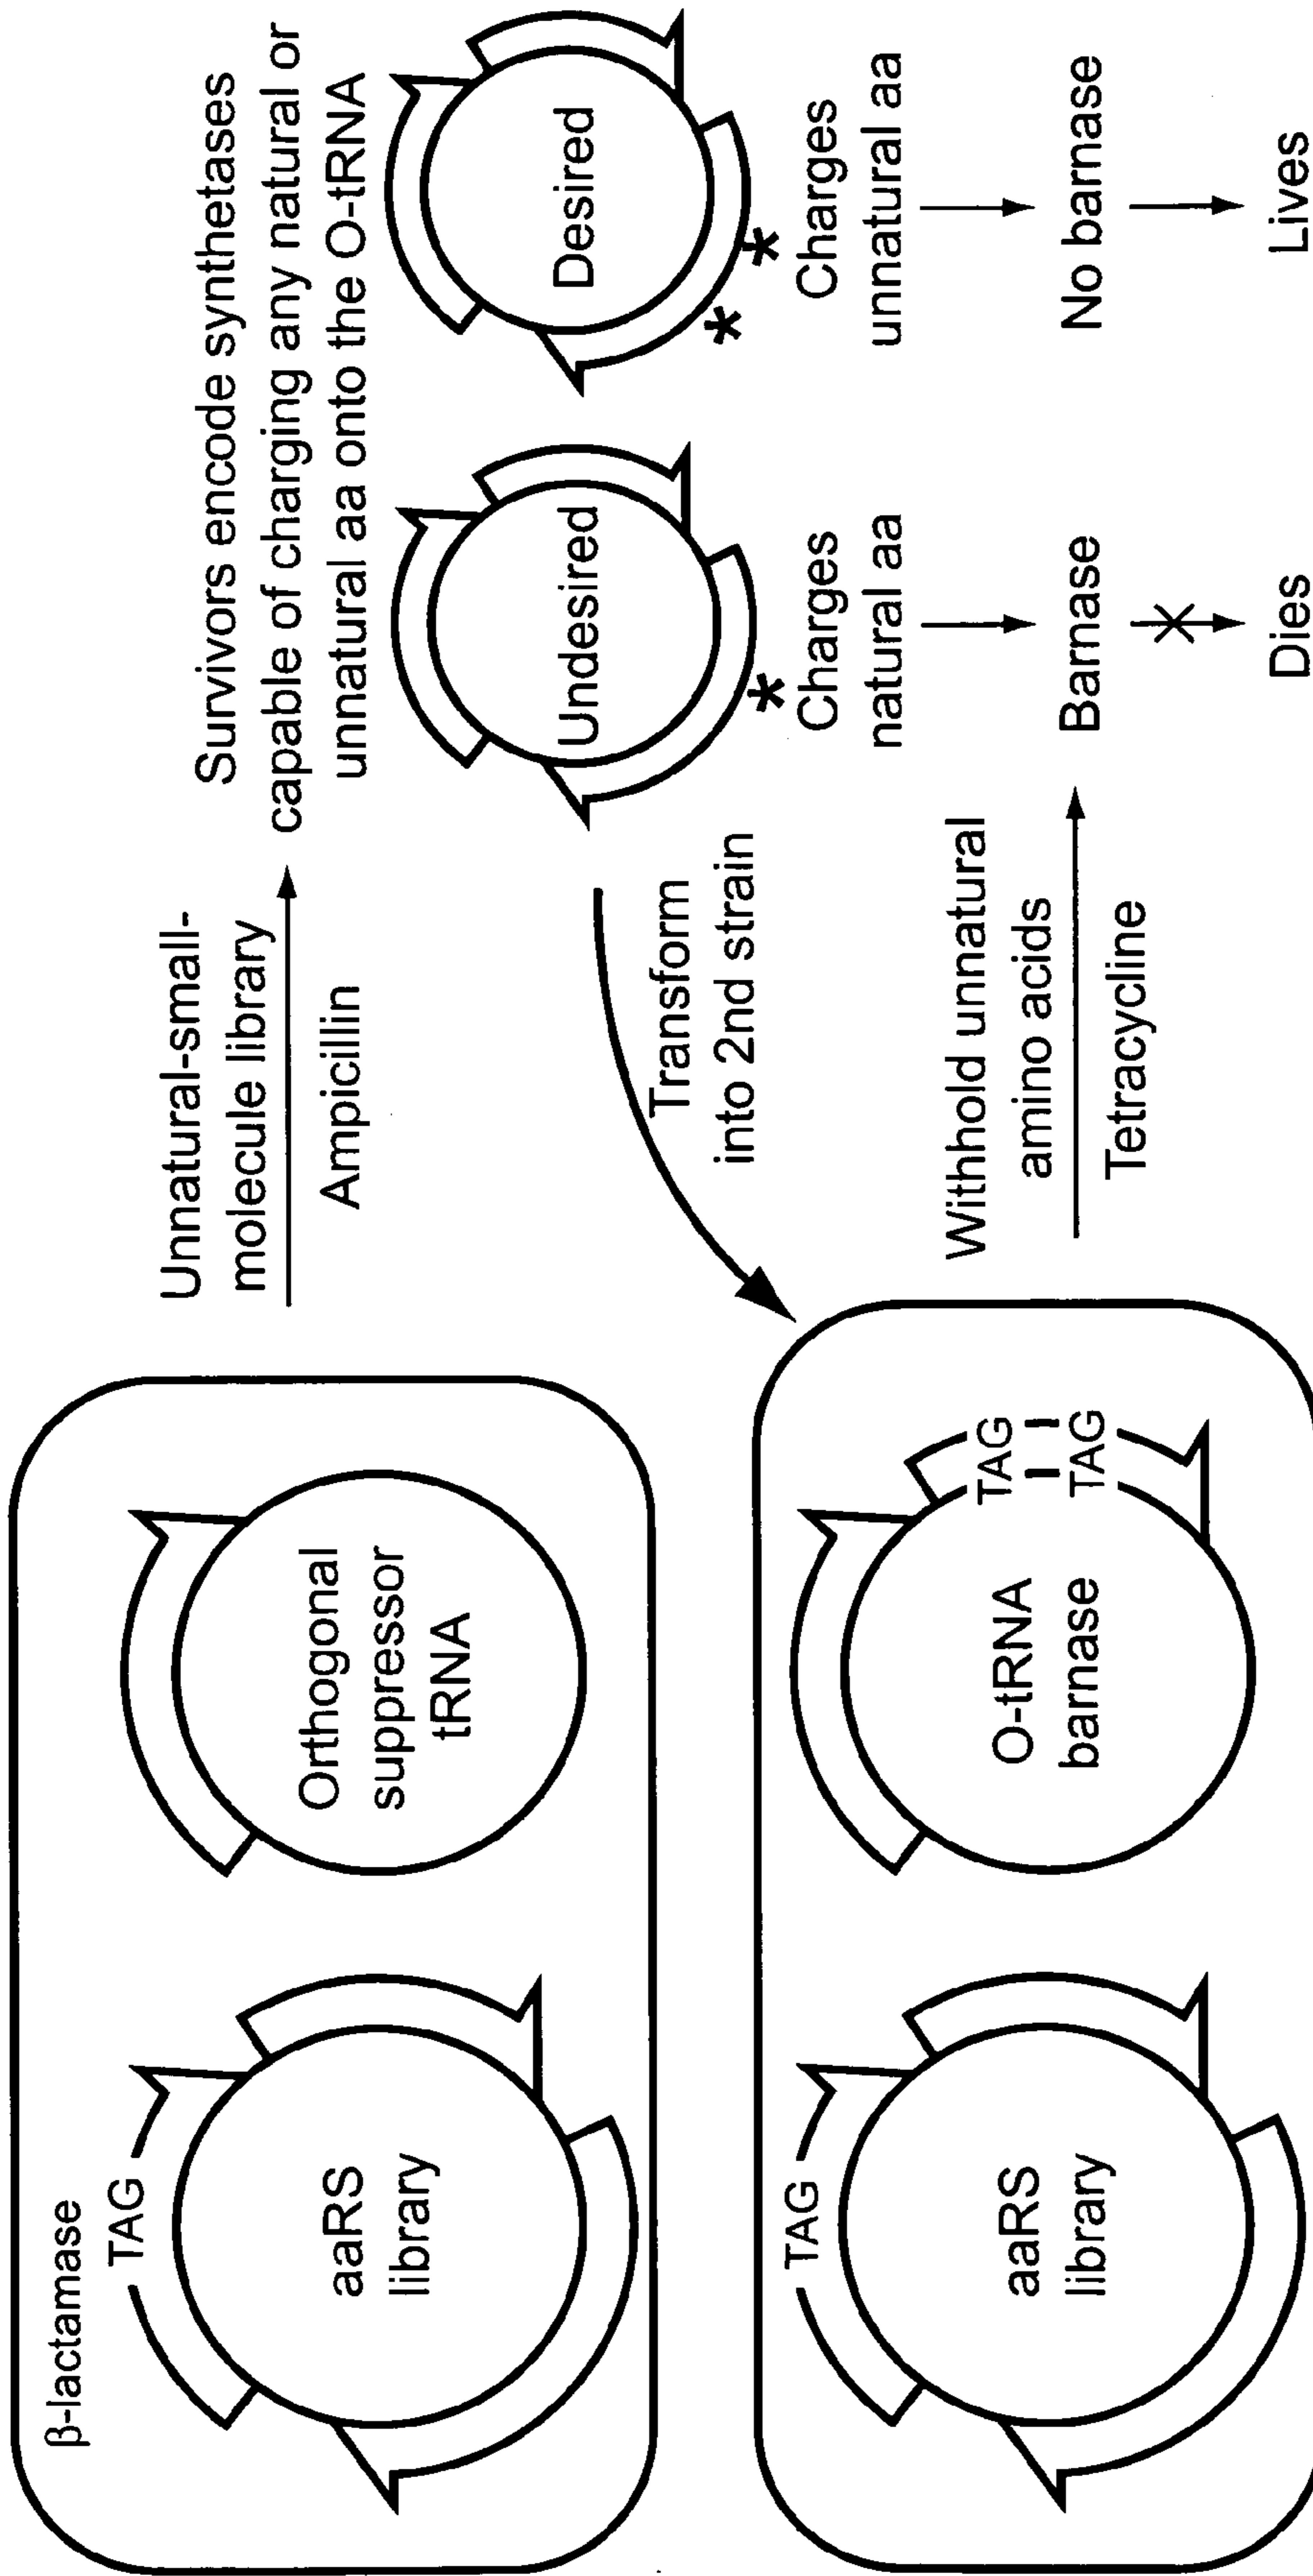 β-lactamase
TAG
aaRS
library
Orthogonal
suppressor
tRNA
Unnatural-small-
molecule library
Ampicillin
Survivors encode synthetases
capable of charging any natural or
unnatural aa onto the O-tRNA
Undesired
Desired
*
*
*
Transform
into 2nd strain
TAG
aaRS
library
O-tRNA
barnase
TAG
TAG
Withhold unnatural
amino acids
Tetracycline
Charges
natural aa
Barnase
Dies
Charges
unnatural aa
No barnase
Lives